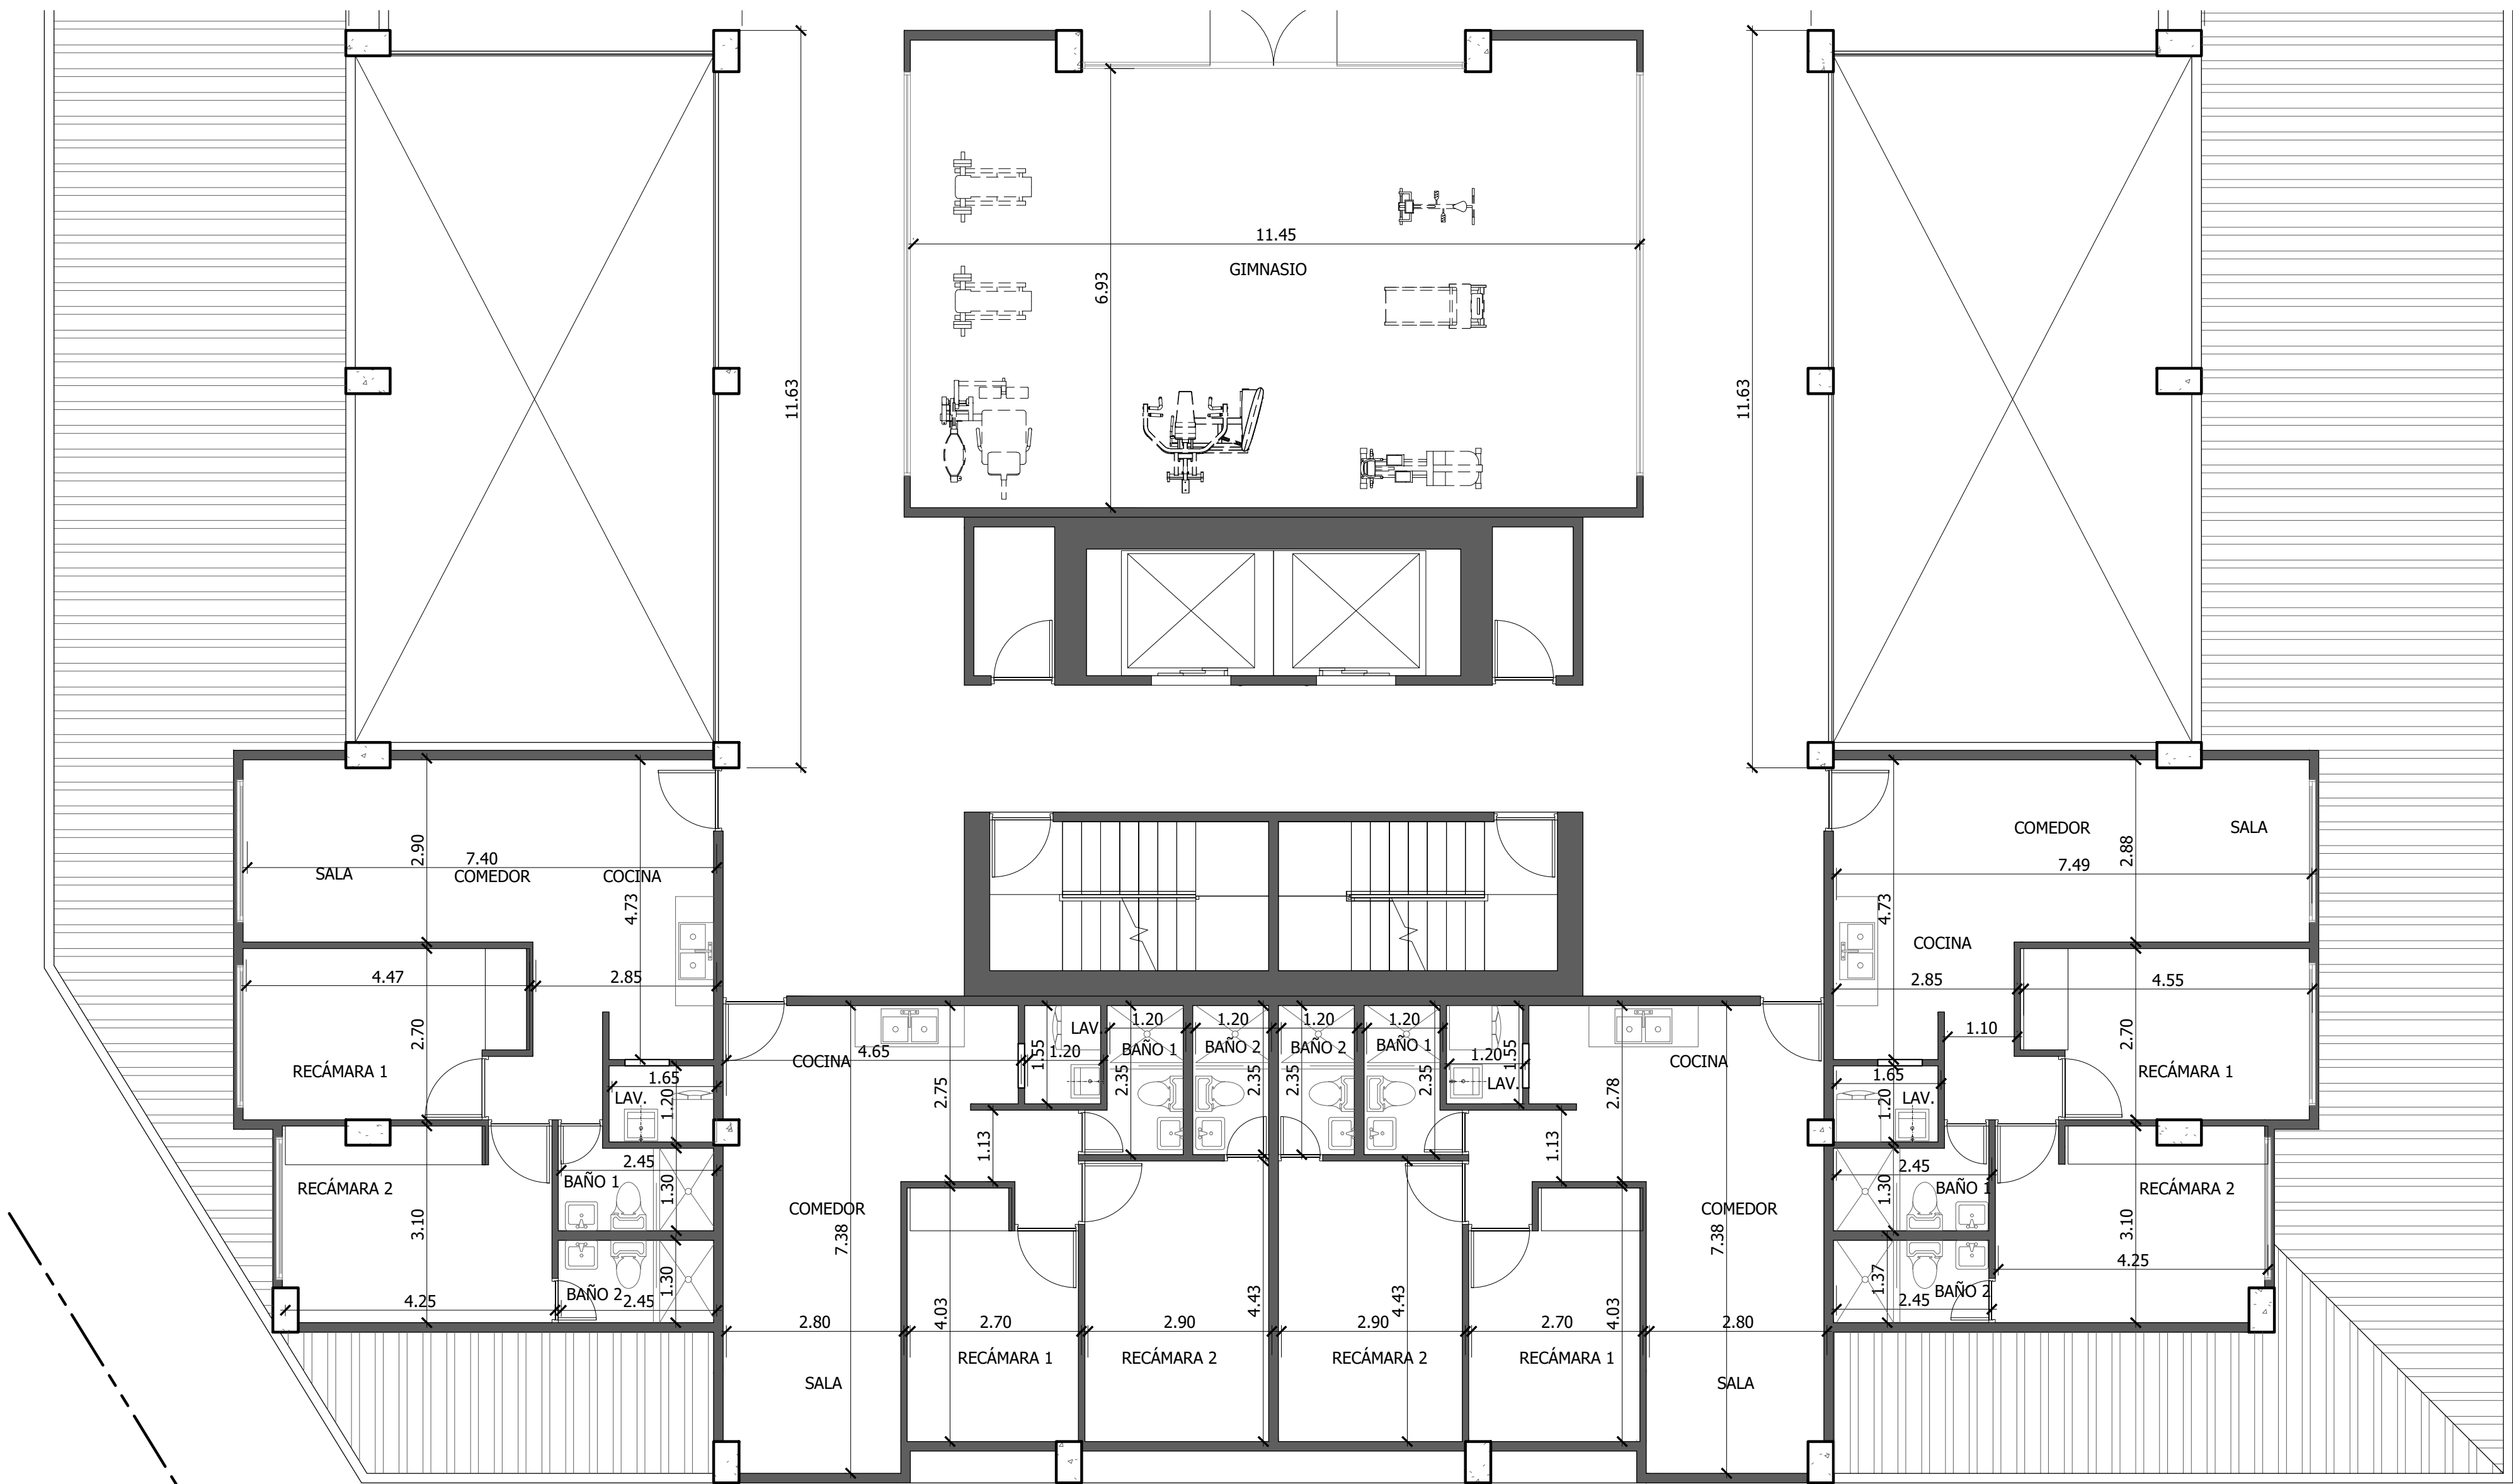 11.45
GIMNASIO
6.93
11.63
11.63
2.90
7.40
SALA
COMEDOR
COCINA
4.73
4.47
2.85
2.70
RECÁMARA 1
1.65
LAV.
1.20
RECÁMARA 2
2.45
BAÑO 1
1.30
3.10
BAÑO 2
1.30
4.25
2.45
COCINA
4.65
2.75
1.55
LAV.
1.20
1.20
BAÑO 1
2.35
1.20
BAÑO 2
2.35
1.20
BAÑO 2
2.35
1.20
BAÑO 1
2.35
1.20
1.55
LAV.
COCINA
2.78
1.13
1.13
COMEDOR
7.38
COMEDOR
7.38
4.03
4.43
4.43
4.03
2.80
2.70
2.90
2.90
2.70
2.80
RECÁMARA 1
RECÁMARA 2
RECÁMARA 2
RECÁMARA 1
SALA
SALA
COMEDOR
SALA
2.88
7.49
4.73
COCINA
2.85
4.55
1.10
2.70
RECÁMARA 1
1.65
LAV.
1.20
2.45
BAÑO 1
1.30
RECÁMARA 2
3.10
4.25
1.37
BAÑO 2
2.45